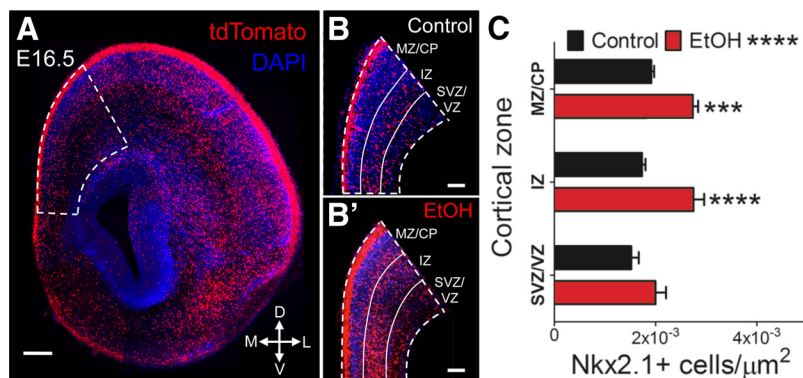 A
E16.5
tdTomato
DAPI
D
M
L
V
B
Control
MZ/CP
IZ
SVZ/
VZ
B'
EtOH
MZ/CP
IZ
SVZ/
VZ
C
Control EtOH ****
Cortical zone
MZ/CP
***
IZ
****
SVZ/VZ
0 2x10-3 4x10-3
Nkx2.1+ cells/μm²